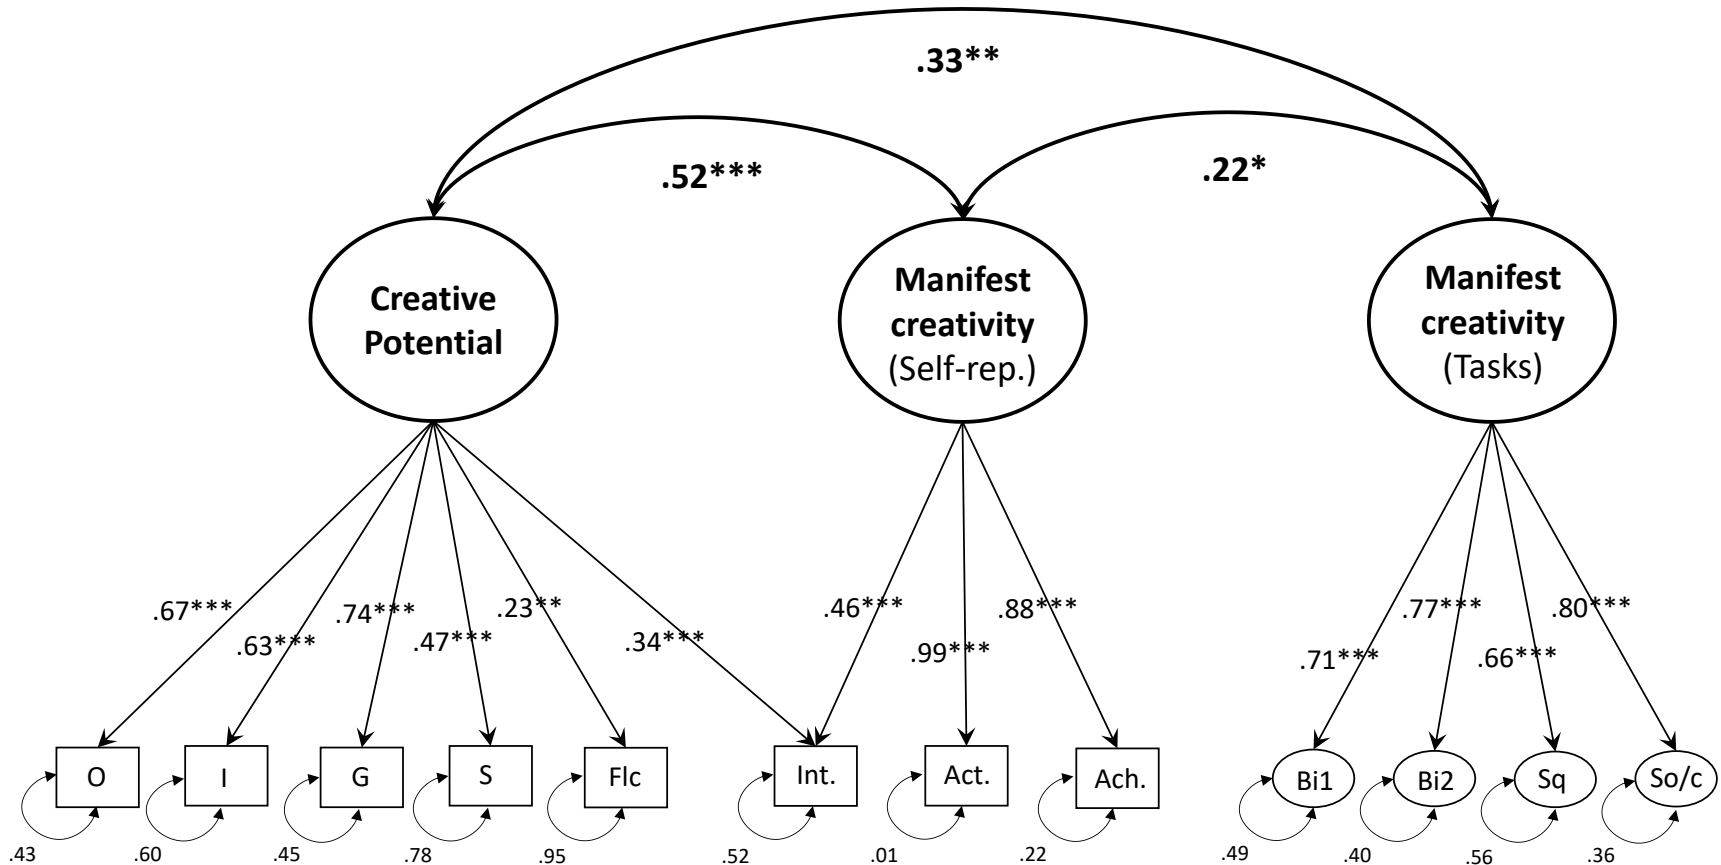 .33**
.52***
.22*
Creative
Potential
Manifest
creativity
(Self-rep.)
Manifest
creativity
(Tasks)
.67***
.63***
.74***
.47***
.23**
.34***
.46***
.99***
.88***
.71***
.77***
.66***
.80***
O
I
G
S
Flc
Int.
Act.
Ach.
Bi1
Bi2
Sq
So/c
.43
.60
.45
.78
.95
.52
.01
.22
.49
.40
.56
.36